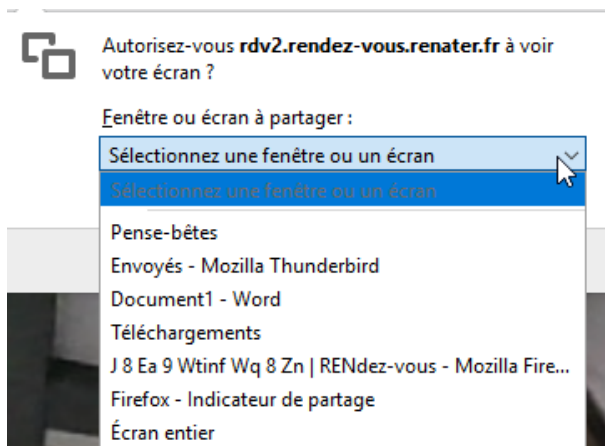 Autorisez-vous rdv2.rendez-vous.renater.fr à voir
votre écran ?
Fenêtre ou écran à partager :
Sélectionnez une fenêtre ou un écran
Sélectionnez une fenêtre ou un écran
Pense-bêtes
Envoyés - Mozilla Thunderbird
Document1 - Word
Téléchargements
J 8 Ea 9 Wtinf Wq 8 Zn | RENdez-vous - Mozilla Fire...
Firefox - Indicateur de partage
Écran entier